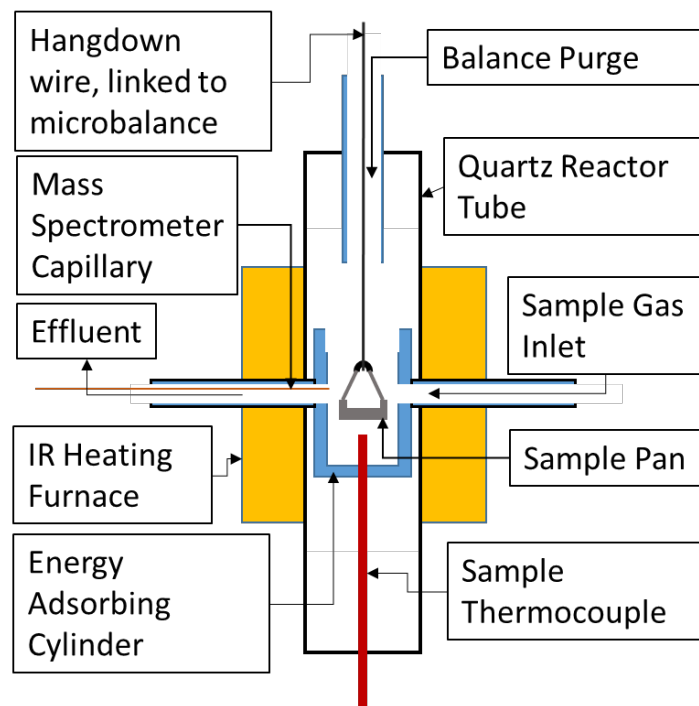 Hangdown
wire, linked to
microbalance
Balance Purge
Mass
Spectrometer
Capillary
Quartz Reactor
Tube
Effluent
Sample Gas
Inlet
IR Heating
Furnace
Sample Pan
Energy
Adsorbing
Cylinder
Sample
Thermocouple